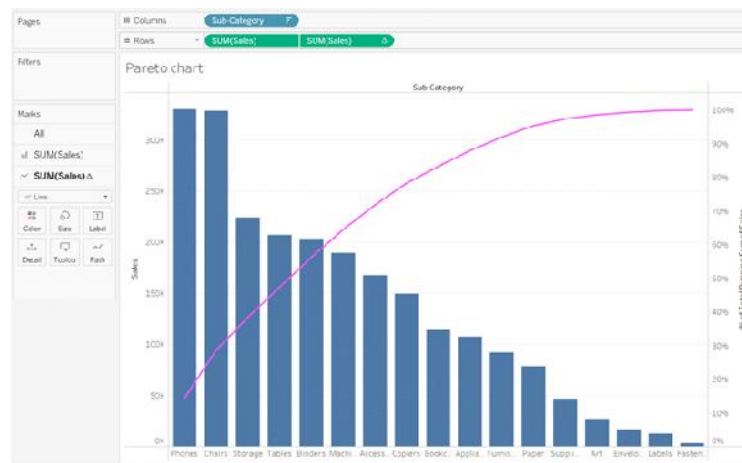 Pages
Columns
Sub-Category
Rows
SUM(Sales)
SUM(Sales)
Filters
Pareto chart
Sub Category
Marks
All
SUM(Sales)
SUM(Sales)
Line
Color
Size
Label
Detail
Tooltip
Path
Sales
300K
250K
200K
150K
100K
50K
0K
100%
90%
80%
70%
60%
50%
40%
30%
20%
10%
0%
Phones Chairs Storage Tables Binders Machi.. Access.. Copiers Bookc.. Applia.. Furnis.. Paper Suppl.. Art Envelo.. Labels Fasten..